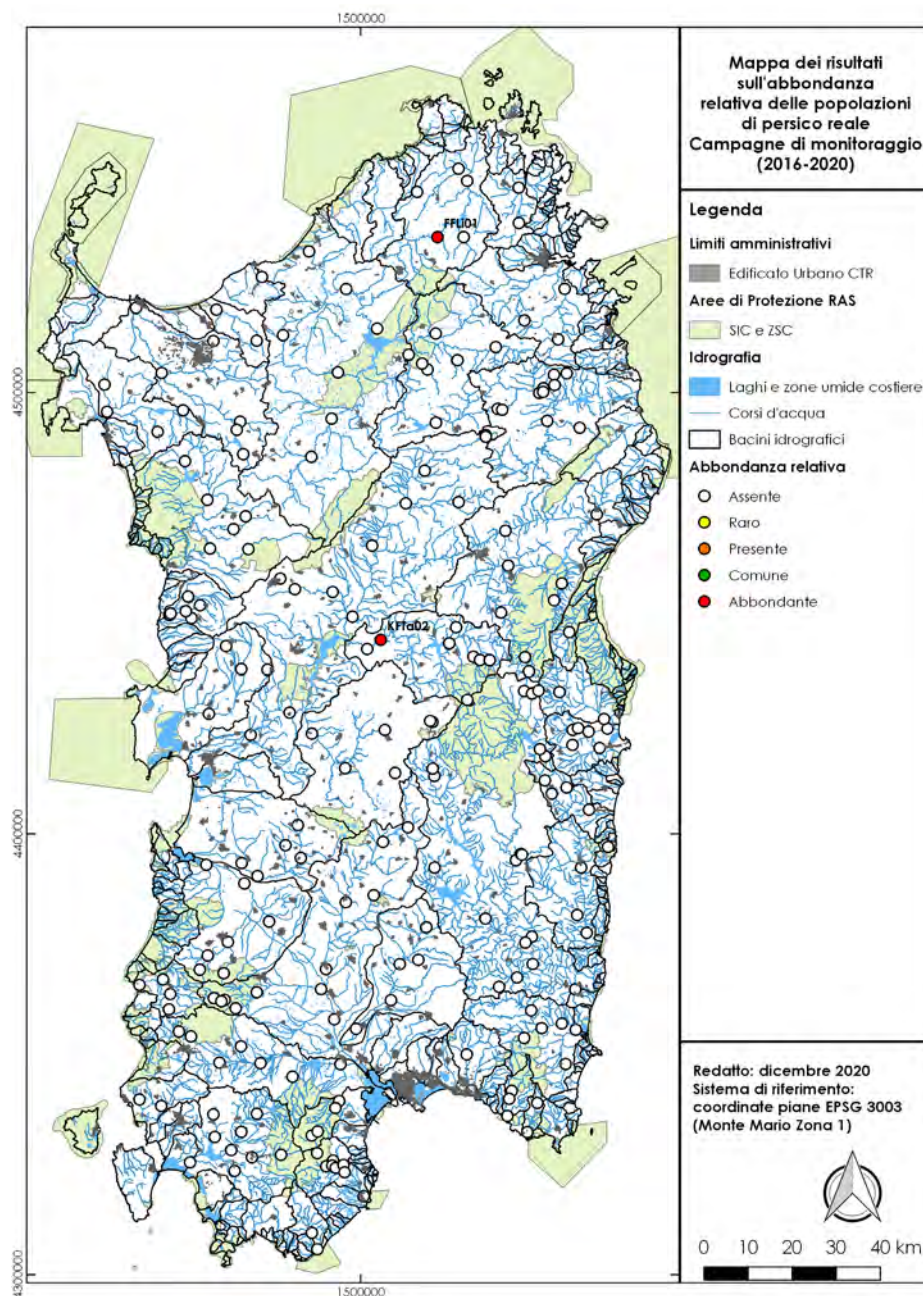 1500000
Mappa dei risultati
sull'abbondanza
relativa delle popolazioni
di persico reale
Campagne di monitoraggio
(2016-2020)
Legenda
Limiti amministrativi
Edificato Urbano CTR
Aree di Protezione RAS
SIC e ZSC
Idrografia
Laghi e zone umide costiere
Corsi d'acqua
Bacini idrografici
Abbondanza relativa
Assente
Raro
Presente
Comune
Abbondante
FFLi01
4500000
KFTa02
4400000
4300000
1500000
Redatto: dicembre 2020
Sistema di riferimento:
coordinate piane EPSG 3003
(Monte Mario Zona 1)
0 10 20 30 40 km